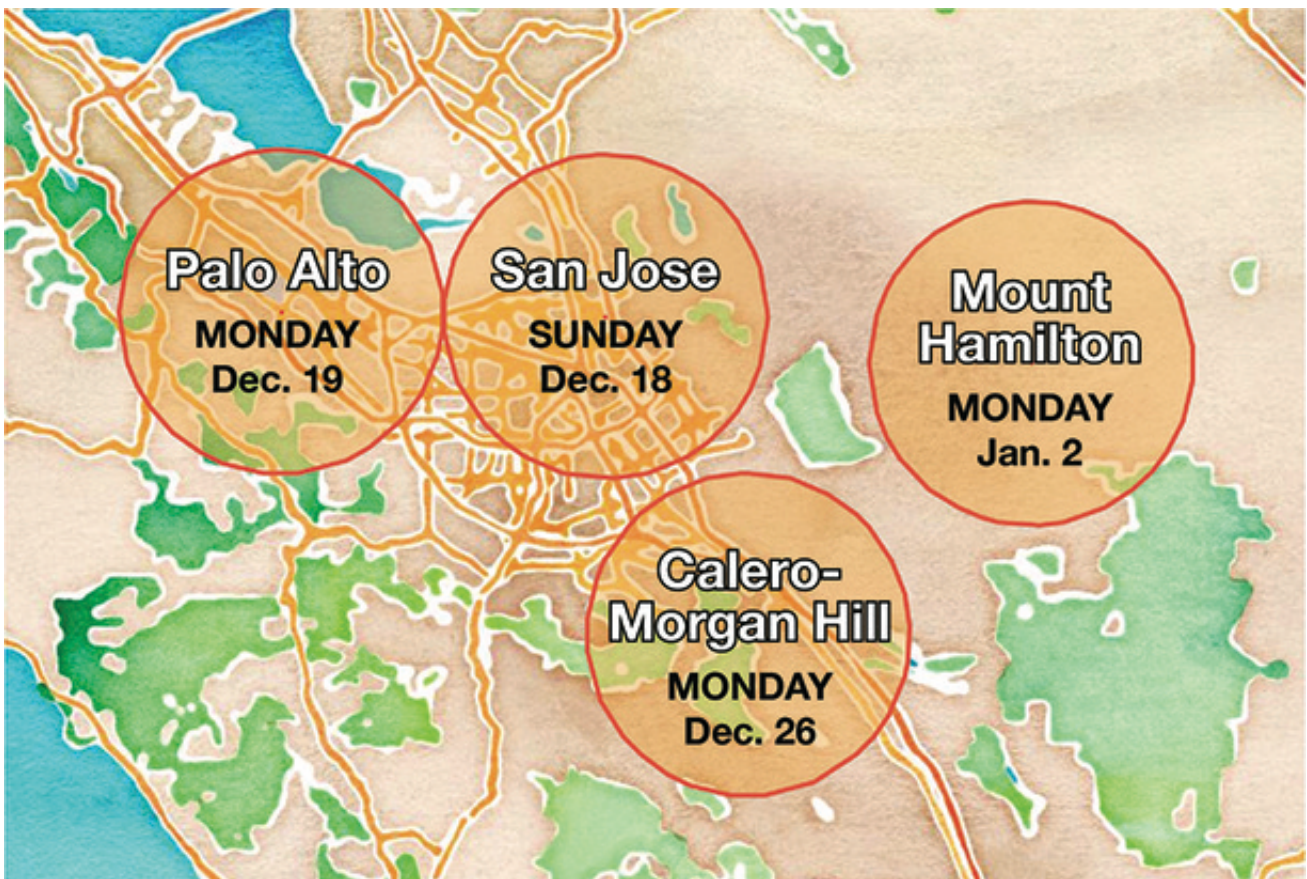 Palo Alto
MONDAY
Dec. 19
San Jose
SUNDAY
Dec. 18
Mount
Hamilton
MONDAY
Jan. 2
Calero-
Morgan Hill
MONDAY
Dec. 26